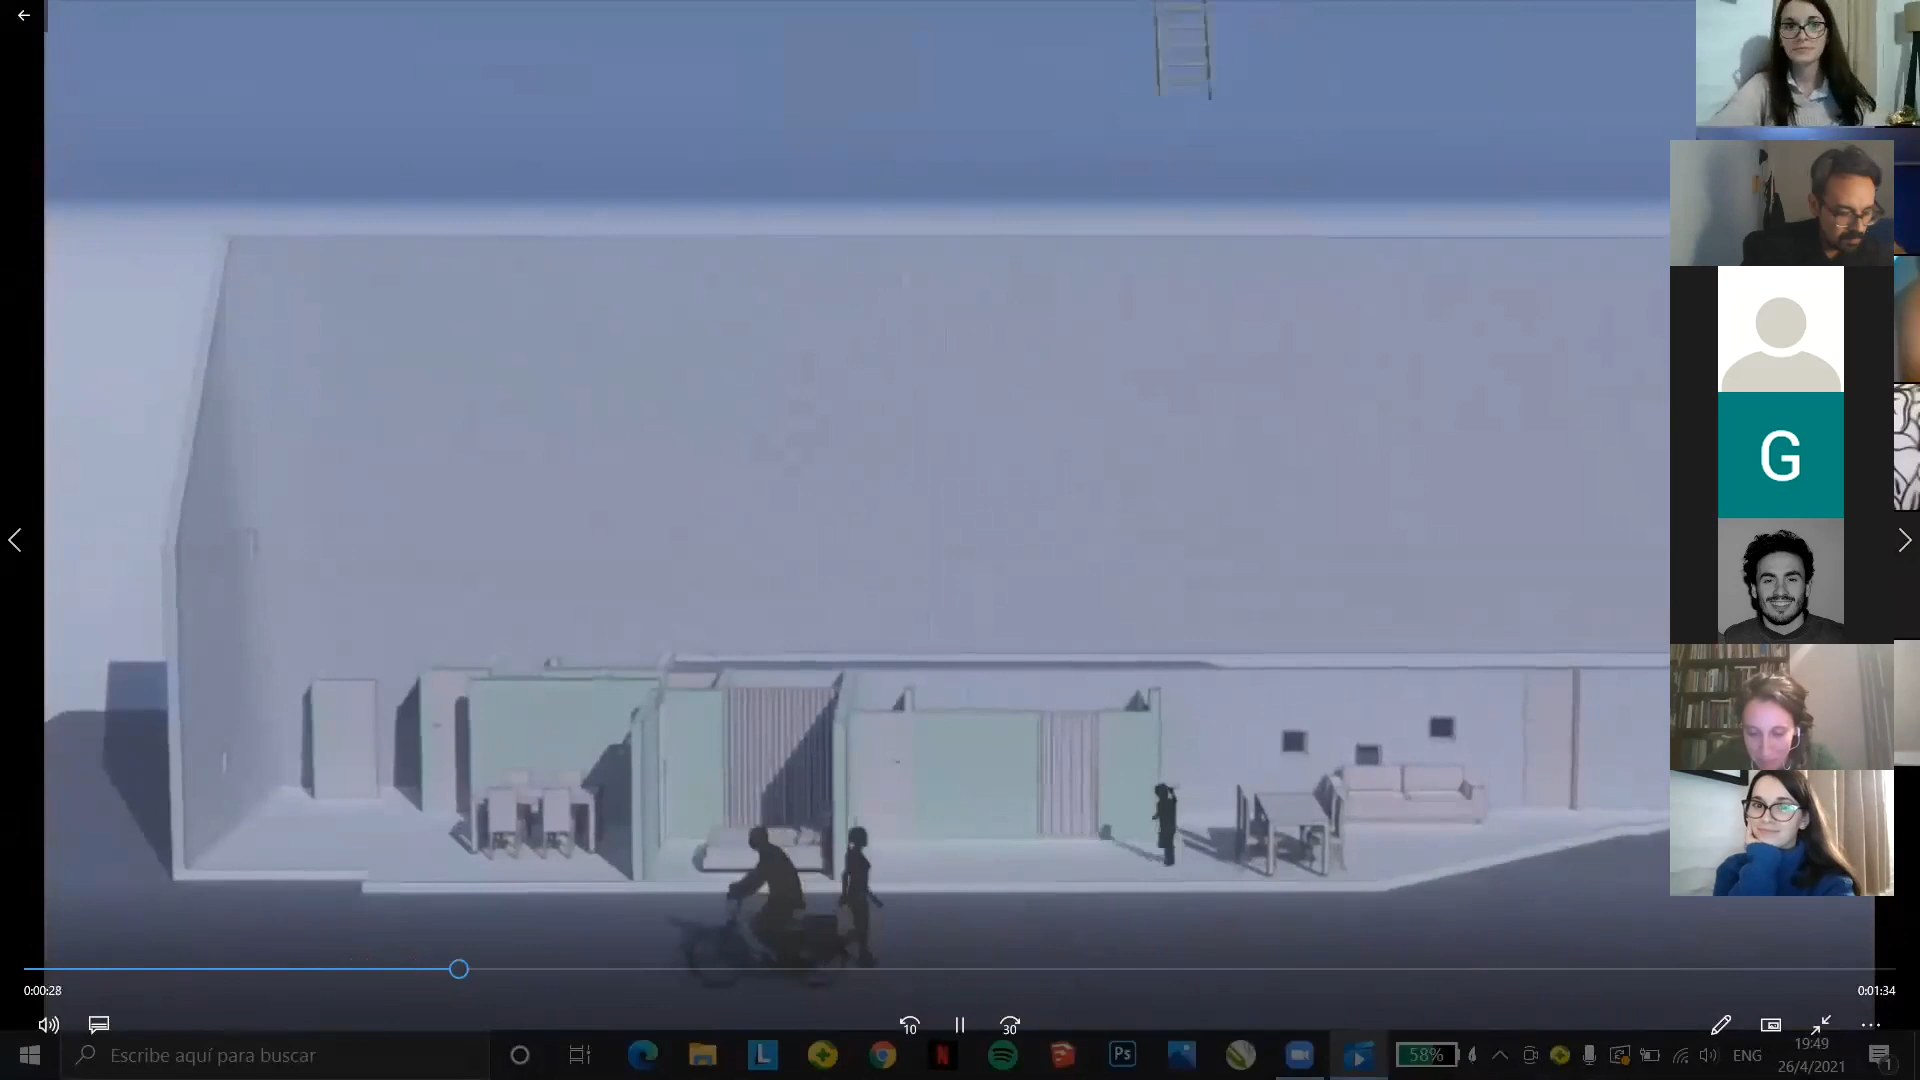 G
0:00:28
0:01:34
10
30
Escribe aquí para buscar
L
N
Ps
58%
ENG
19:49
26/4/2021
1